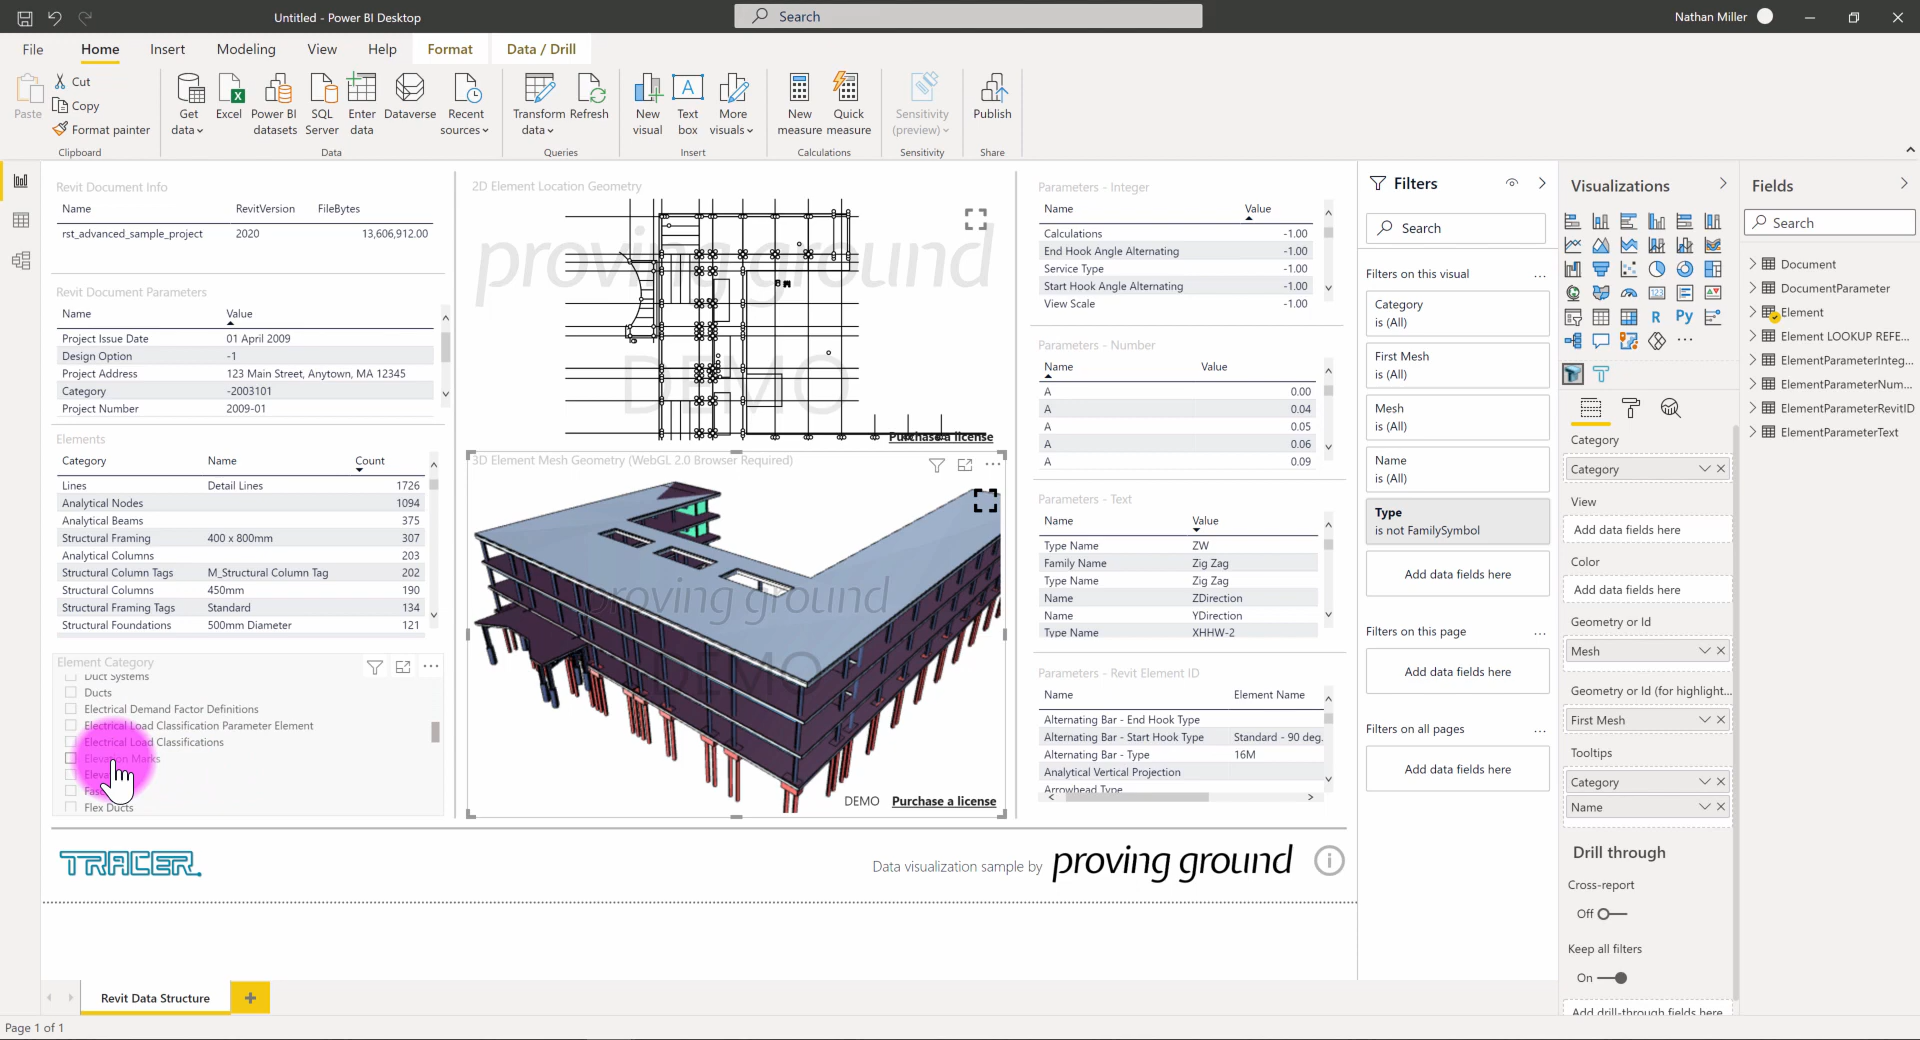 Untitled - Power BI Desktop
Search
Nathan Miller
File
Home
Insert
Modeling
View
Help
Format
Data / Drill
Paste
Cut
Copy
Format painter
Clipboard
Get data
Excel
Power BI datasets
SQL Server
Enter data
Dataverse
Recent sources
Data
Transform data
Refresh
Queries
New visual
Text box
More visuals
Insert
New measure
Quick measure
Calculations
Sensitivity (preview)
Sensitivity
Publish
Share
Revit Document Info
Name RevitVersion FileBytes
rst_advanced_sample_project 2020 13,606,912.00
Revit Document Parameters
Name Value
Project Issue Date 01 April 2009
Design Option -1
Project Address 123 Main Street, Anytown, MA 12345
Category -2003101
Project Number 2009-01
Elements
Category Name Count
Lines Detail Lines 1726
Analytical Nodes 1094
Analytical Beams 375
Structural Framing 400 x 800mm 307
Analytical Columns 203
Structural Column Tags M_Structural Column Tag 202
Structural Columns 450mm 190
Structural Framing Tags Standard 134
Structural Foundations 500mm Diameter 121
Element Category
Duct Systems
Ducts
Electrical Demand Factor Definitions
Electrical Load Classification Parameter Element
Electrical Load Classifications
Elevation Marks
Flex Ducts
2D Element Location Geometry
proving ground
DEMO
Purchase a license
3D Element Mesh Geometry (WebGL 2.0 Browser Required)
proving ground
DEMO
DEMO Purchase a license
Parameters - Integer
Name Value
Calculations -1.00
End Hook Angle Alternating -1.00
Service Type -1.00
Start Hook Angle Alternating -1.00
View Scale -1.00
Parameters - Number
Name Value
A 0.00
A 0.04
A 0.05
A 0.06
A 0.09
Parameters - Text
Name Value
Type Name ZW
Family Name Zig Zag
Type Name Zig Zag
Name ZDirection
Name YDirection
Type Name XHHW-2
Parameters - Revit Element ID
Name Element Name
Alternating Bar - End Hook Type
Alternating Bar - Start Hook Type Standard - 90 deg.
Alternating Bar - Type 16M
Analytical Vertical Projection
Arrowhead Type
TRACER
Data visualization sample by proving ground
Filters
Search
Filters on this visual ...
Category
is (All)
First Mesh
is (All)
Mesh
is (All)
Name
is (All)
Type
is not FamilySymbol
Add data fields here
Filters on this page ...
Add data fields here
Filters on all pages ...
Add data fields here
Visualizations
R
Py
Category
Category
View
Add data fields here
Color
Add data fields here
Geometry or Id
Mesh
Geometry or Id (for highlight...
First Mesh
Tooltips
Category
Name
Drill through
Cross-report
Off
Keep all filters
On
Add drill-through fields here
Fields
Search
Document
DocumentParameter
Element
Element LOOKUP REFE...
ElementParameterInteg...
ElementParameterNum...
ElementParameterRevitID
ElementParameterText
Revit Data Structure
Page 1 of 1